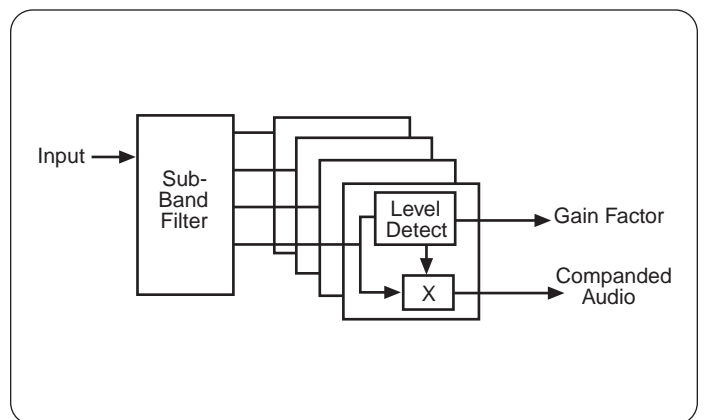 Input
Sub-
Band
Filter
Level
Detect
X
Gain Factor
Companded
Audio